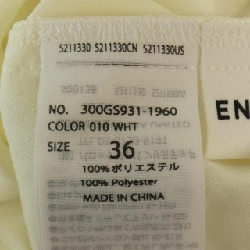 S211330 S211330CN S211330US
NO. 300GS931-1960
COLOR 010 WHT
SIZE 36
100%ポリエステル
100% Polyester
MADE IN CHINA
EN